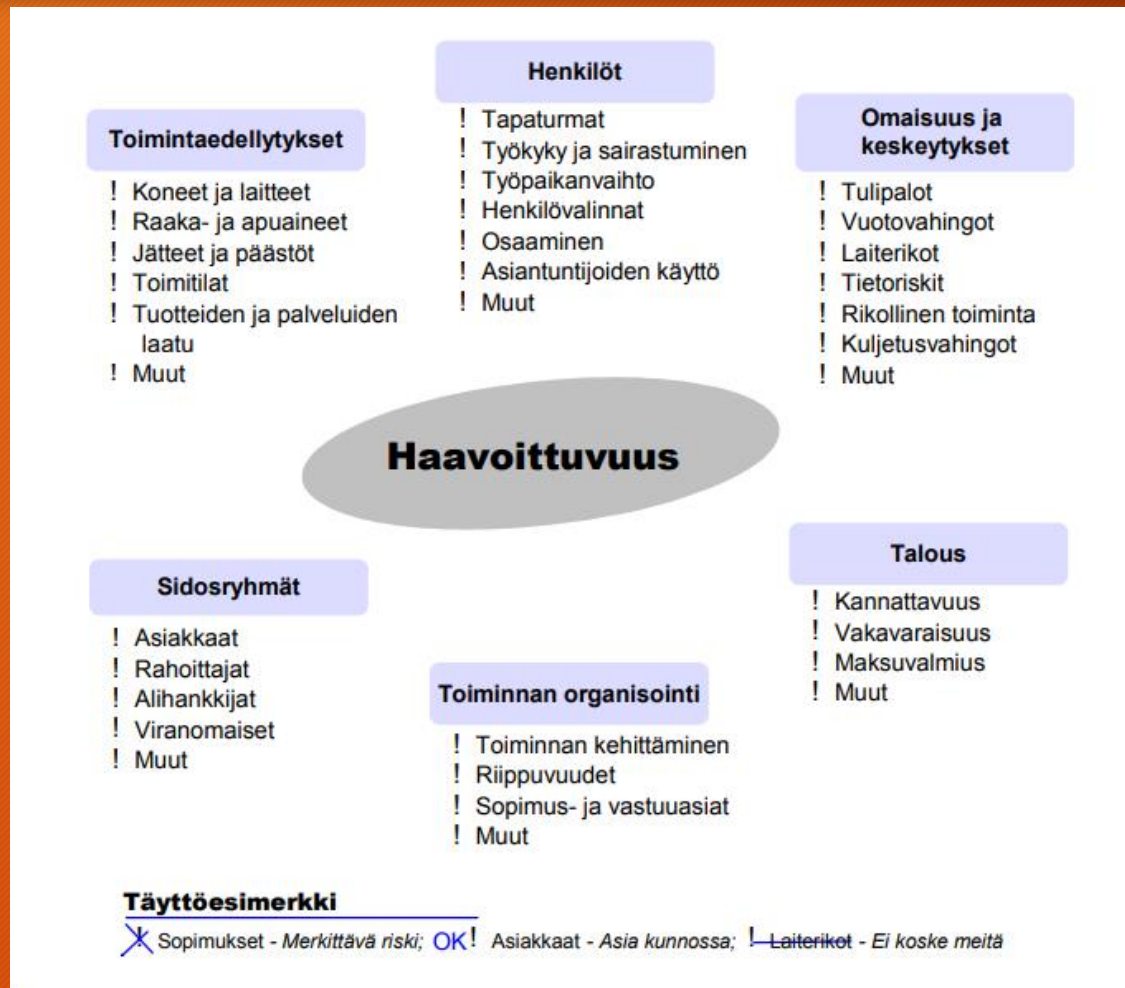 Henkilöt
! Tapaturmat
! Työkyky ja sairastuminen
! Työpaikanvaihto
! Henkilövalinnat
! Osaaminen
! Asiantuntijoiden käyttö
! Muut
Toimintaedellytykset
! Koneet ja laitteet
! Raaka- ja apuaineet
! Jätteet ja päästöt
! Toimitilat
! Tuotteiden ja palveluiden
laatu
! Muut
Omaisuus ja
keskeytykset
! Tulipalot
! Vuotovahingot
! Laiterikot
! Tietoriskit
! Rikollinen toiminta
! Kuljetusvahingot
! Muut
Haavoittuvuus
Sidosryhmät
! Asiakkaat
! Rahoittajat
! Alihankkijat
! Viranomaiset
! Muut
Toiminnan organisointi
! Toiminnan kehittäminen
! Riippuvuudet
! Sopimus- ja vastuuasiat
! Muut
Talous
! Kannattavuus
! Vakavaraisuus
! Maksuvalmius
! Muut
Täyttöesimerkki
! Sopimukset - Merkittävä riski; OK! Asiakkaat - Asia kunnossa; ! Laiterikot - Ei koske meitä